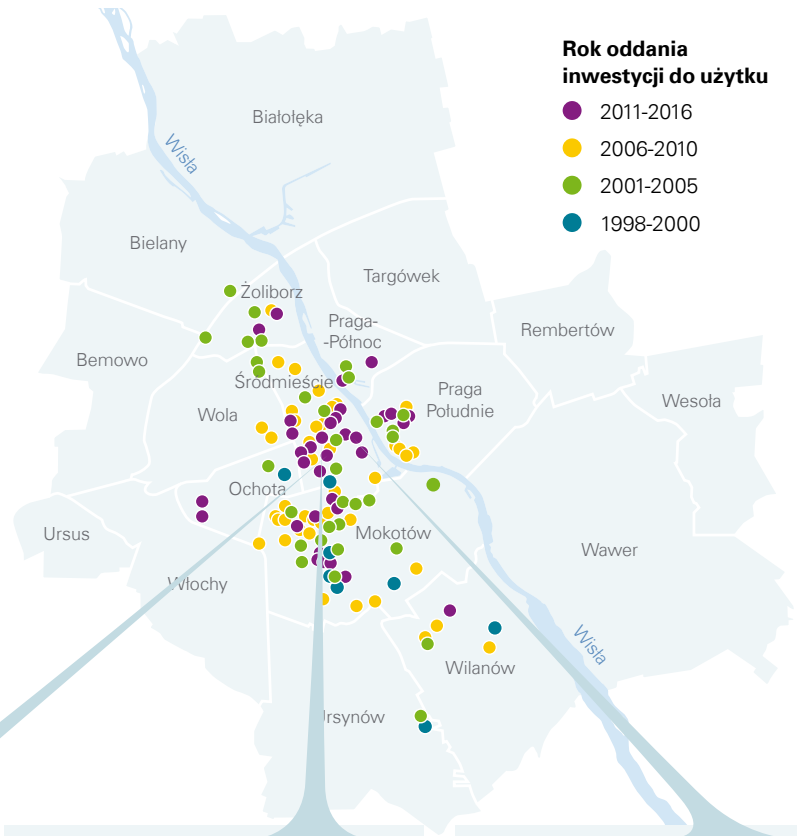 Rok oddania
inwestycji do użytku
2011-2016
2006-2010
2001-2005
1998-2000
Białołęka
Wisła
Bielany
Targówek
Żoliborz
Praga-
-Północ
Rembertów
Bemowo
Śródmieście
Praga
Południe
Wesoła
Wola
Ochota
Ursus
Mokotów
Wawer
Włochy
Wisła
Wilanów
Ursynów